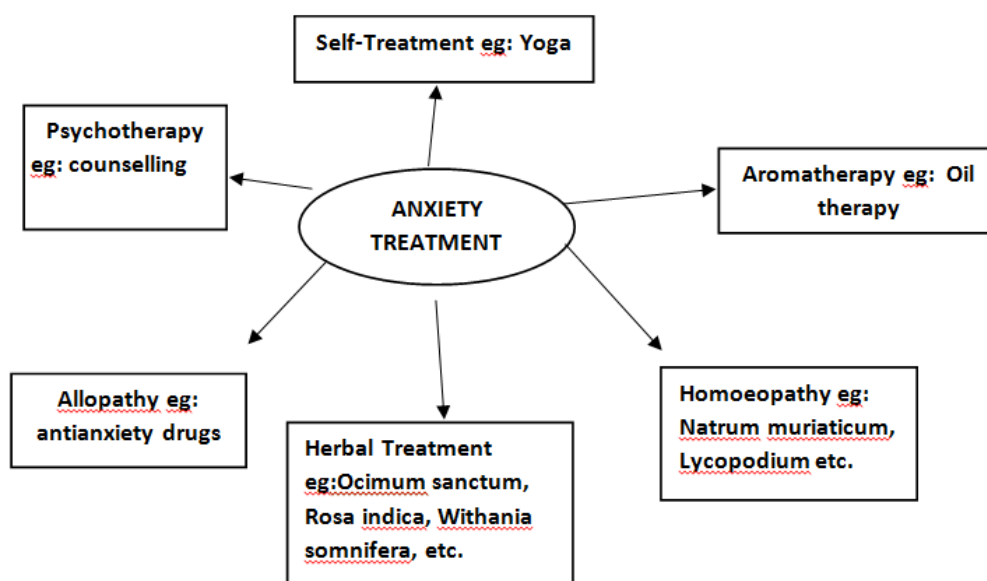 Self-Treatment eg: Yoga
Psychotherapy
eg: counselling
Aromatherapy eg: Oil
therapy
ANXIETY
TREATMENT
Allopathy eg:
antianxiety drugs
Herbal Treatment
eg:Ocimum sanctum,
Rosa indica, Withania
somnifera, etc.
Homoeopathy eg:
Natrum muriaticum,
Lycopodium etc.